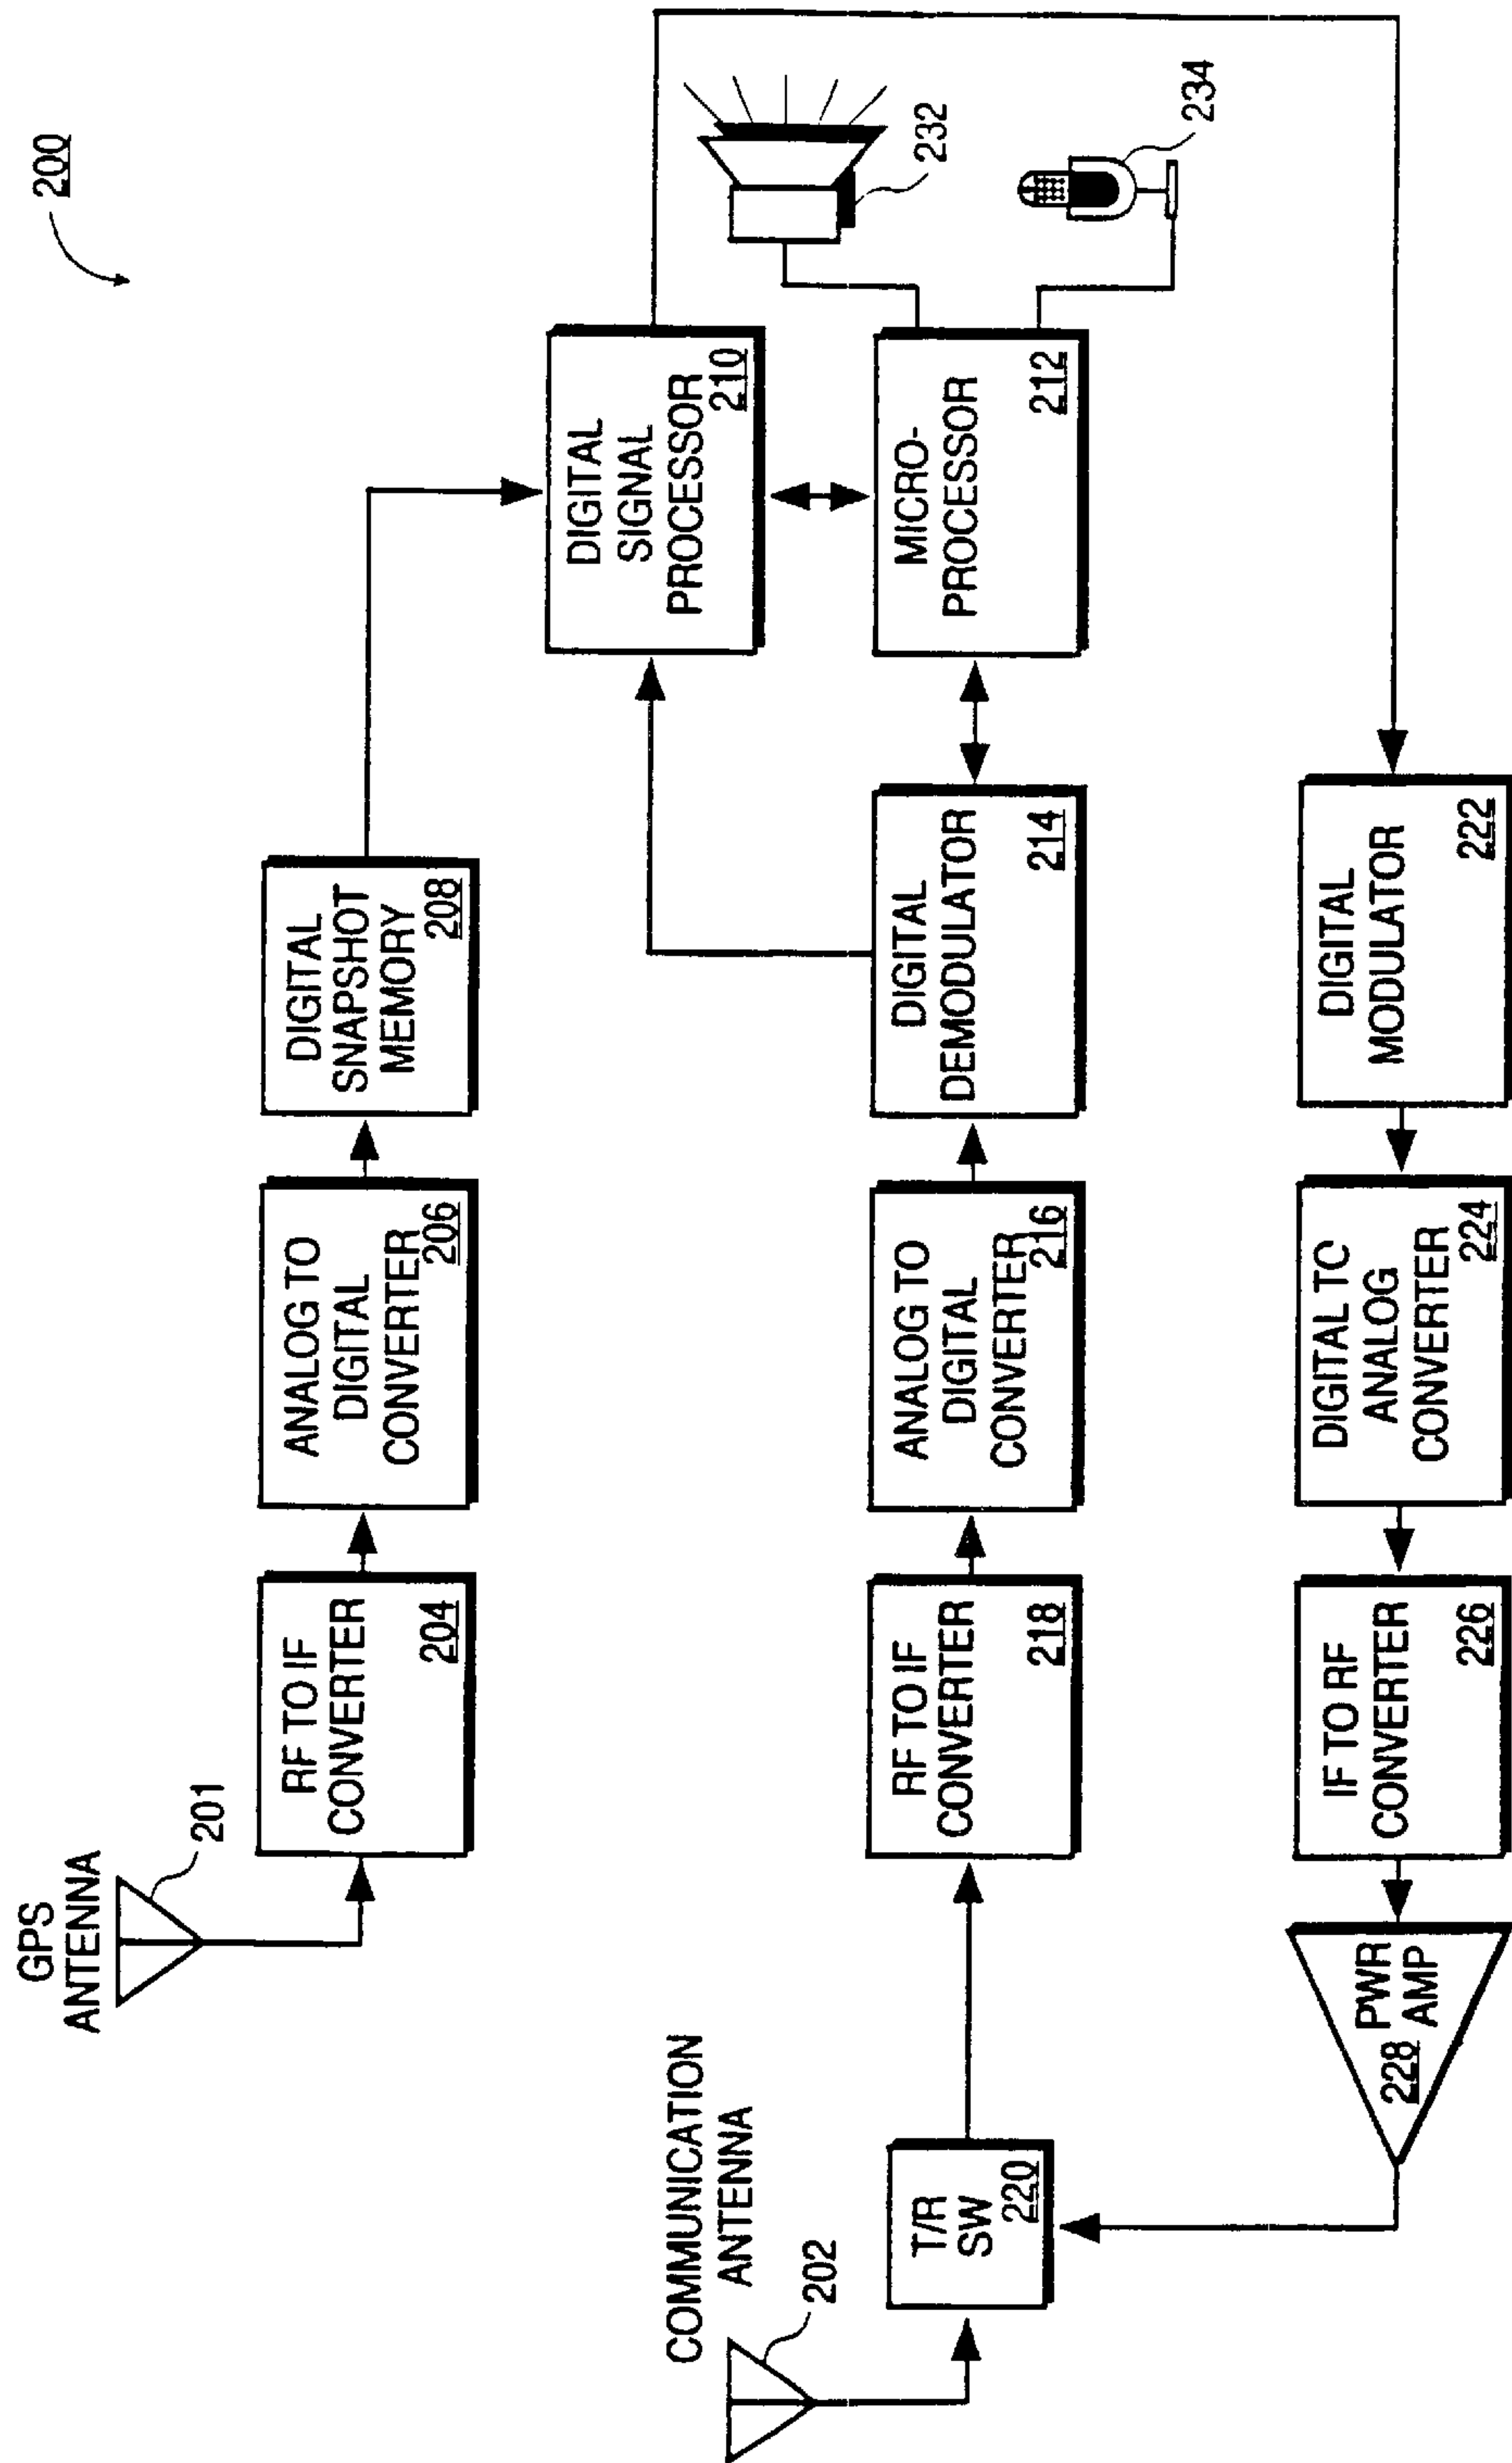 200
GPS
ANTENNA
201
RF TO IF
CONVERTER
204
ANALOG TO
DIGITAL
CONVERTER
206
DIGITAL
SNAPSHOT
MEMORY
208
DIGITAL
SIGNAL
PROCESSOR
210
232
234
MICRO-
PROCESSOR
212
COMMUNICATION
ANTENNA
202
T/R
SW
220
RF TO IF
CONVERTER
218
ANALOG TO
DIGITAL
CONVERTER
216
DIGITAL
DEMODULATOR
214
PWR
AMP
228
IF TO RF
CONVERTER
226
DIGITAL TO
ANALOG
CONVERTER
224
DIGITAL
MODULATOR
222